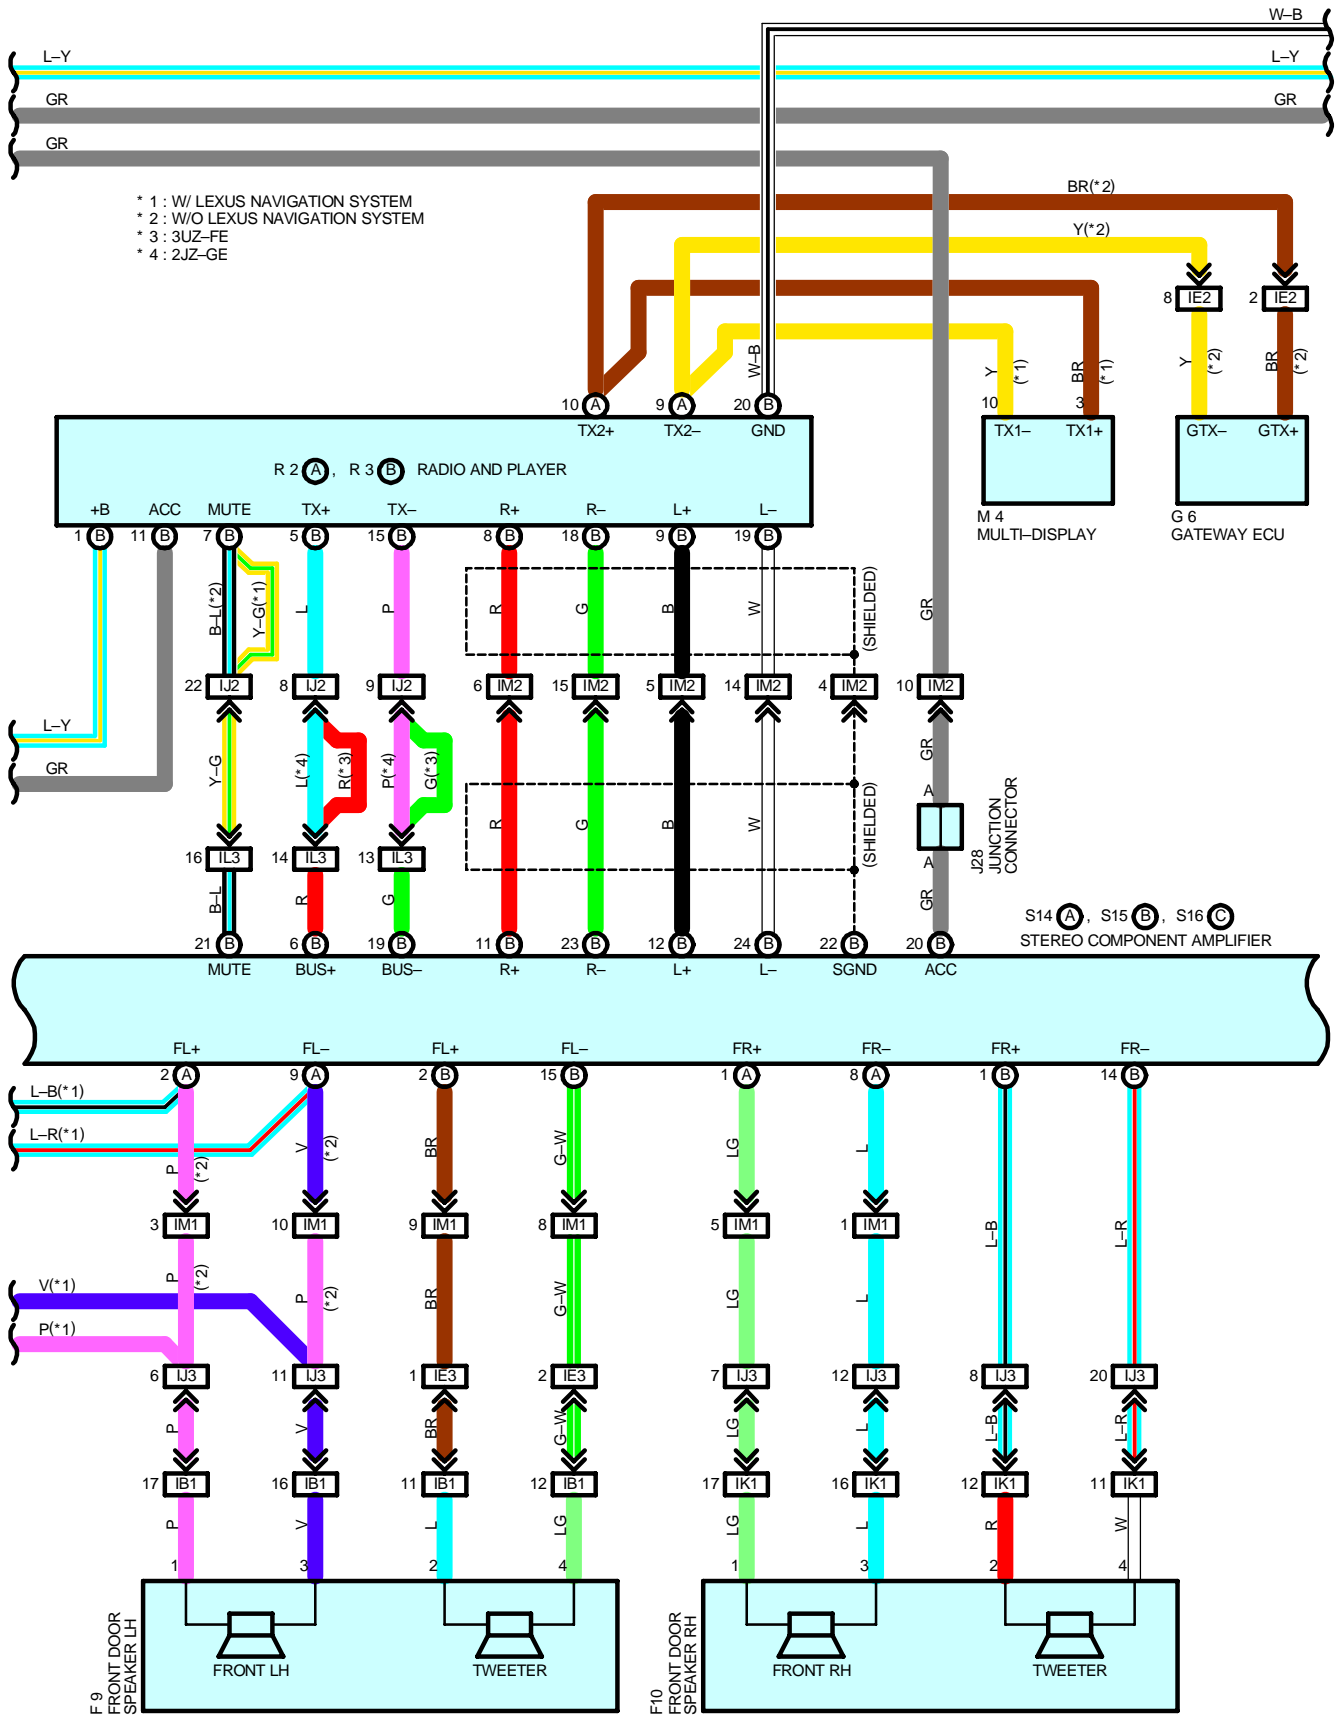 W–B
L–Y L–Y
GR GR
GR
* 1 : W/ LEXUS NAVIGATION SYSTEM
* 2 : W/O LEXUS NAVIGATION SYSTEM
* 3 : 3UZ–FE
* 4 : 2JZ–GE
BR(*2)
Y(*2)
8 IE2 2 IE2
W–B Y (*1) BR (*1) Y (*2) BR (*2)
10 A 9 A 20 B 10 3
TX2+ TX2– GND TX1– TX1+ GTX– GTX+
R 2 A , R 3 B RADIO AND PLAYER
+B ACC MUTE TX+ TX– R+ R– L+ L–
M 4
MULTI–DISPLAY
G 6
GATEWAY ECU
1 B 11 B 7 B 5 B 15 B 8 B 18 B 9 B 19 B
B–L(*2) Y–G(*1) L P R G B W (SHIELDED) GR
22 IJ2 8 IJ2 9 IJ2 6 IM2 15 IM2 5 IM2 14 IM2 4 IM2 10 IM2
L–Y
GR
Y–G L(*4) R(*3) P(*4) G(*3) R G B W (SHIELDED) GR
A
J28
JUNCTION
CONNECTOR
A
16 IL3 14 IL3 13 IL3
B–L R G GR
S14 A , S15 B , S16 C
STEREO COMPONENT AMPLIFIER
21 B 6 B 19 B 11 B 23 B 12 B 24 B 22 B 20 B
MUTE BUS+ BUS– R+ R– L+ L– SGND ACC
FL+ FL– FL+ FL– FR+ FR– FR+ FR–
2 A 9 A 2 B 15 B 1 A 8 A 1 B 14 B
L–B(*1)
L–R(*1)
P (*2) V (*2) BR G–W LG L
3 IM1 10 IM1 9 IM1 8 IM1 5 IM1 1 IM1
L–B L–R
P (*2) P (*2) BR G–W LG L
V(*1)
P(*1)
6 IJ3 11 IJ3 1 IE3 2 IE3 7 IJ3 12 IJ3 8 IJ3 20 IJ3
P V BR G–W LG L L–B L–R
17 IB1 16 IB1 11 IB1 12 IB1 17 IK1 16 IK1 12 IK1 11 IK1
P V L LG LG L R W
1 3 2 4 1 3 2 4
F 9
FRONT DOOR
SPEAKER LH
FRONT LH TWEETER
F10
FRONT DOOR
SPEAKER RH
FRONT RH TWEETER